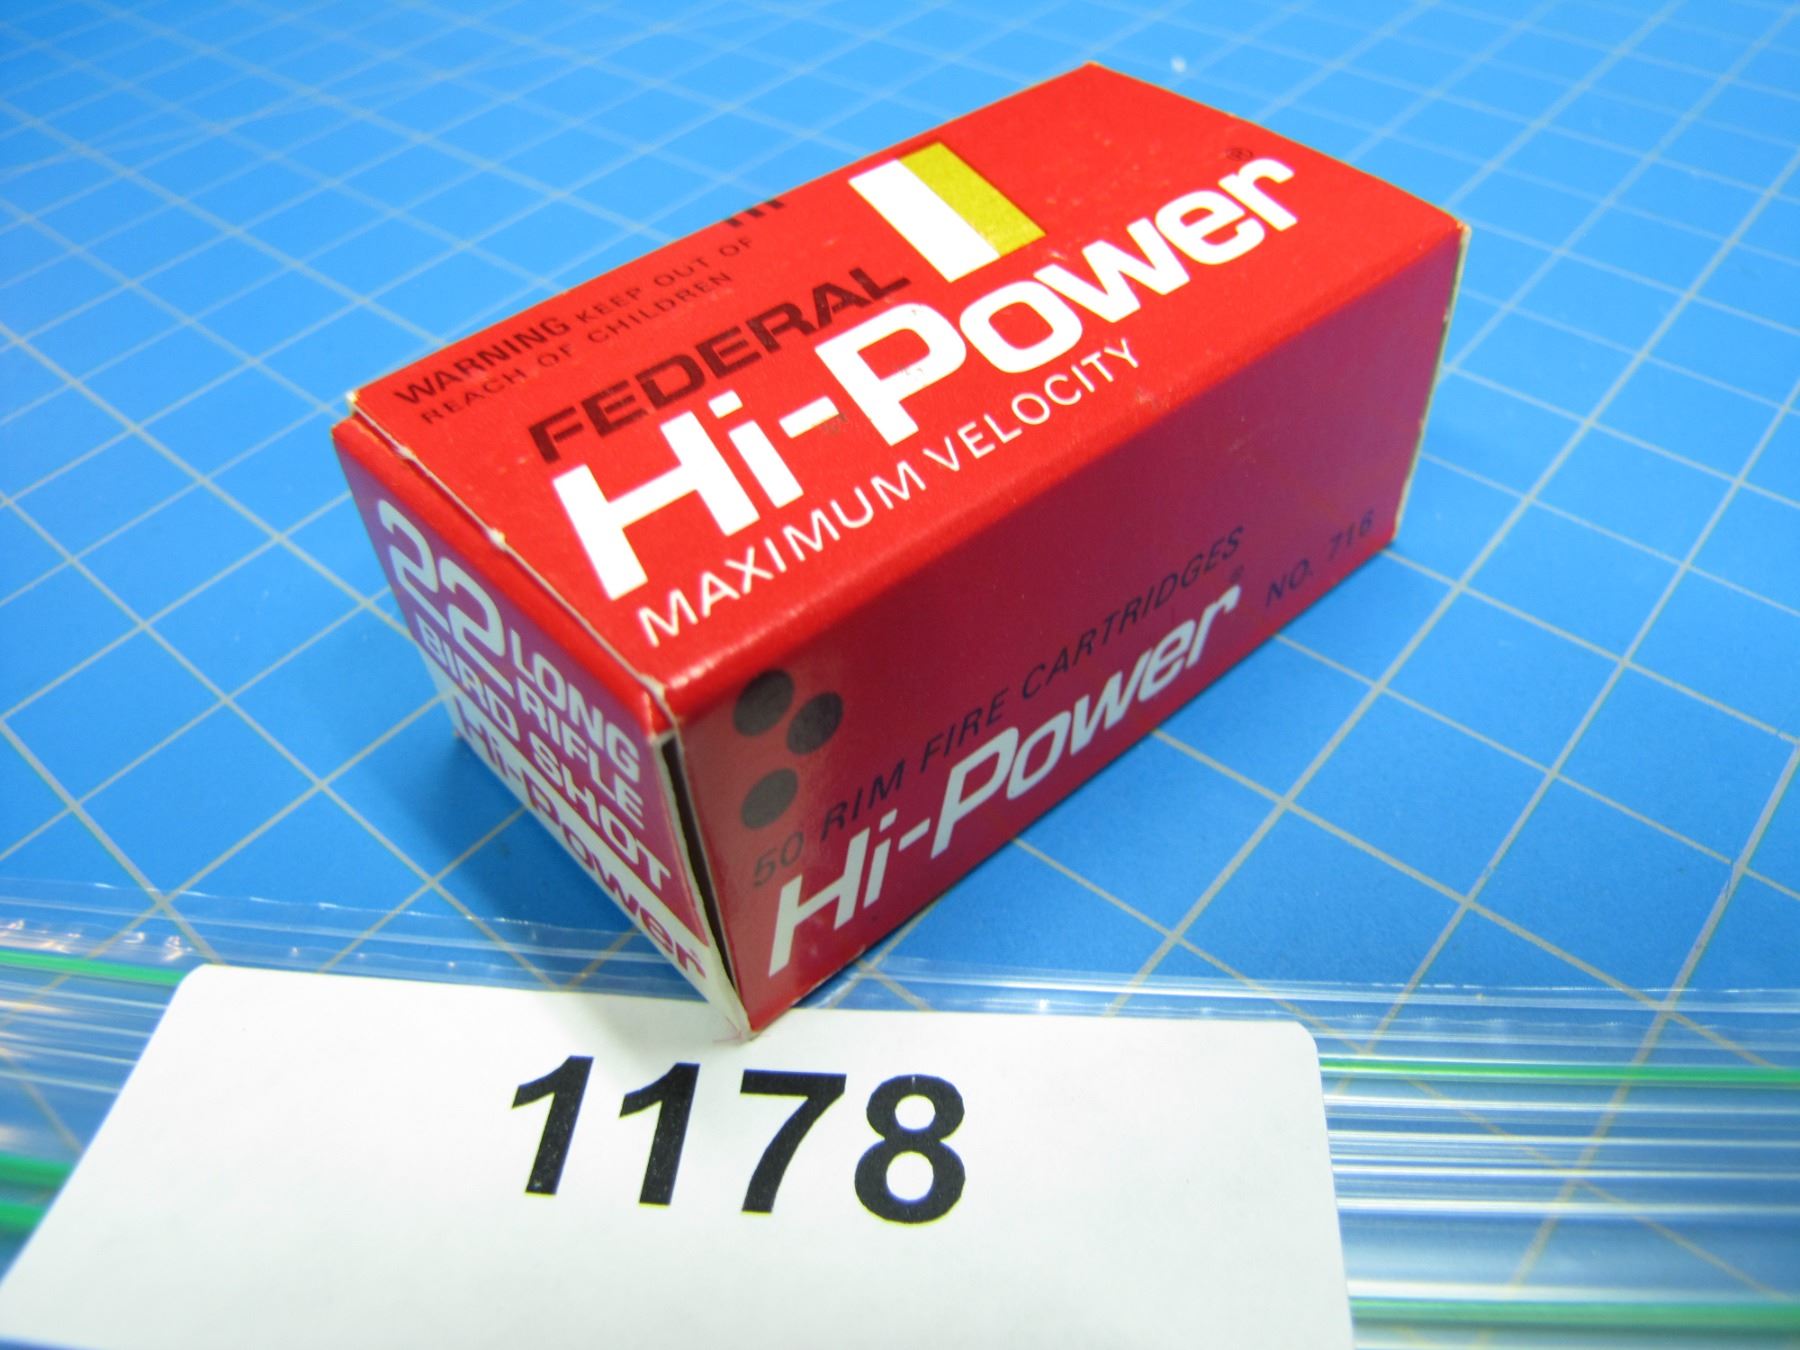 WARNING KEEP OUT OF
REACH OF CHILDREN
FEDERAL
Hi-Power®
MAXIMUM VELOCITY
22 LONG
RIFLE
BIRD SHOT
Hi-Power
50 RIM FIRE CARTRIDGES
Hi-Power® NO. 716
1178